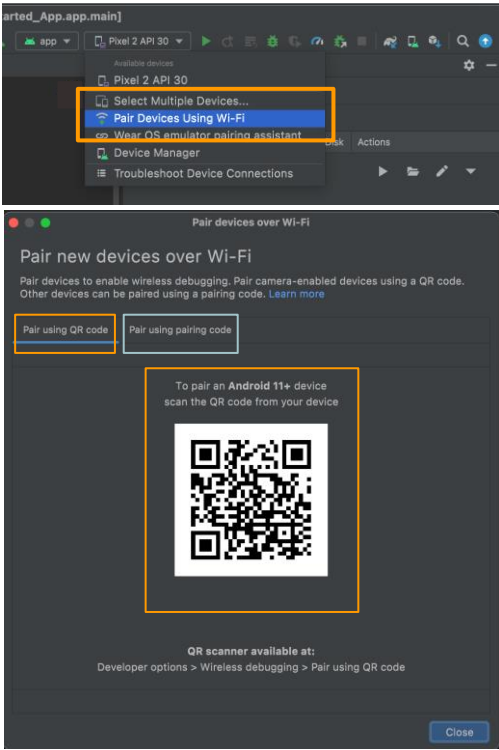 arted_App.app.main]
app
Pixel 2 API 30
Available devices
Pixel 2 API 30
Select Multiple Devices...
Pair Devices Using Wi-Fi
Wear OS emulator pairing assistant
Disk Actions
Device Manager
Troubleshoot Device Connections
Pair devices over Wi-Fi
Pair new devices over Wi-Fi
Pair devices to enable wireless debugging. Pair camera-enabled devices using a QR code.
Other devices can be paired using a pairing code. Learn more
Pair using QR code Pair using pairing code
To pair an Android 11+ device
scan the QR code from your device
QR scanner available at:
Developer options > Wireless debugging > Pair using QR code
Close